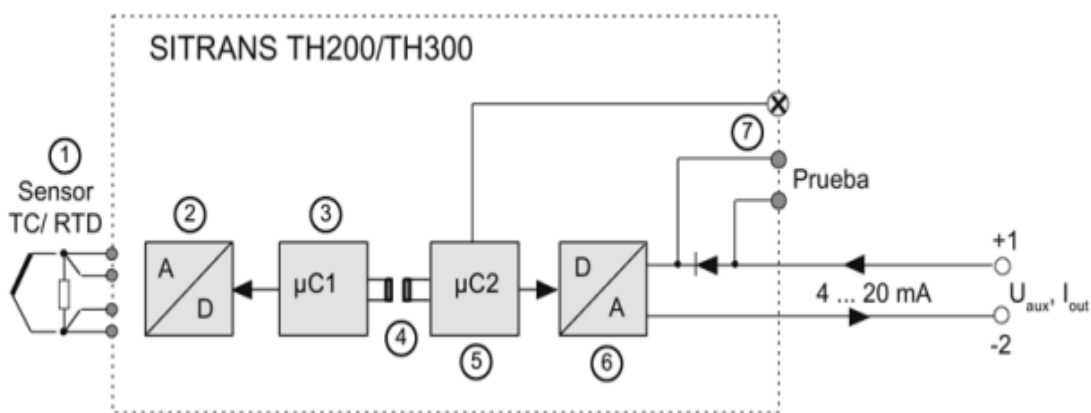 SITRANS TH200/TH300
1
Sensor
TC/ RTD
2
A
D
3
µC1
4
µC2
5
D
A
6
7
Prueba
+1
4 ... 20 mA
Uaux, Iout
-2